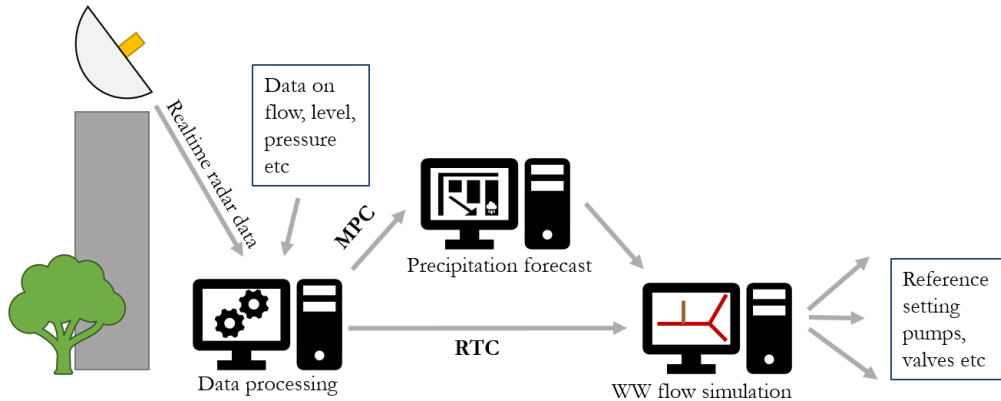 Realtime radar data
Data on
flow, level,
pressure
etc
MPC
Precipitation forecast
Data processing
RTC
WW flow simulation
Reference
setting
pumps,
valves etc